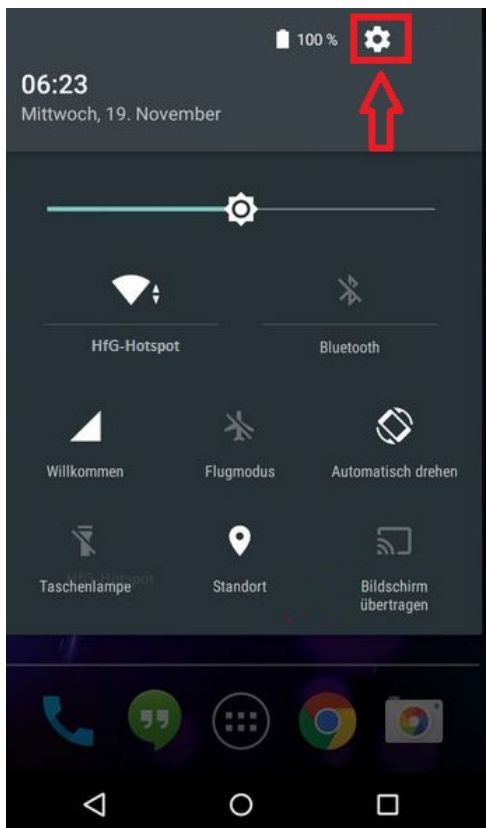 100 %
06:23
Mittwoch, 19. November
HfG-Hotspot
Bluetooth
Willkommen
Flugmodus
Automatisch drehen
Taschenlampe
Standort
Bildschirm
übertragen